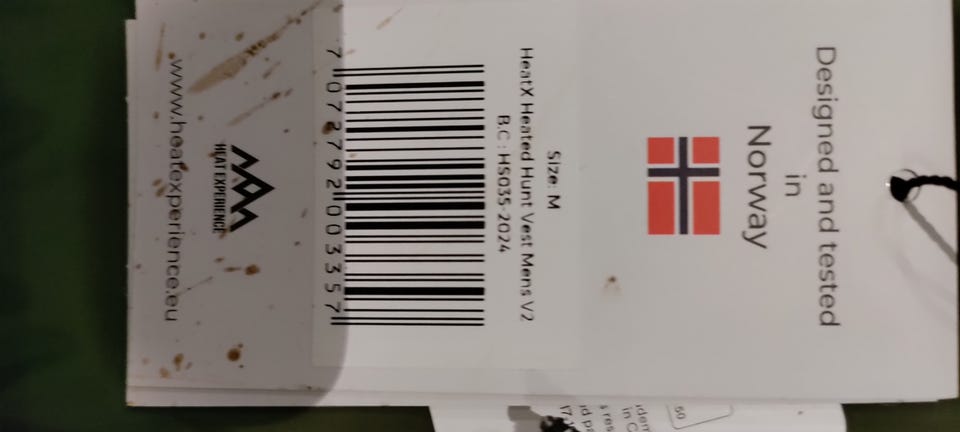 Designed and tested
in
Norway
Size: M
HeatX Heated Hunt Vest Mens V2
B.C : HS035-2024
7 072792 003357
HEAT EXPERIENCE
www.heatexperience.eu